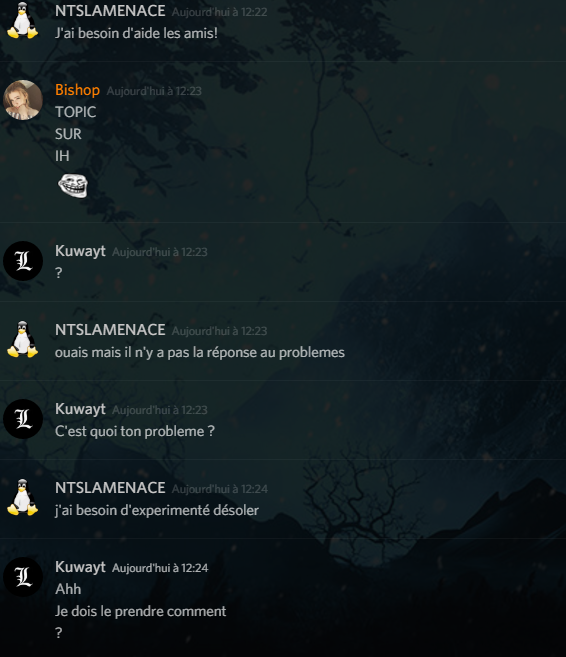 NTSLAMENACE Aujourd'hui à 12:22
J'ai besoin d'aide les amis!
Bishop Aujourd'hui à 12:23
TOPIC
SUR
IH
L Kuwayt Aujourd'hui à 12:23
?
NTSLAMENACE Aujourd'hui à 12:23
ouais mais il n'y a pas la réponse au problemes
L Kuwayt Aujourd'hui à 12:23
C'est quoi ton probleme ?
NTSLAMENACE Aujourd'hui à 12:24
j'ai besoin d'experimenté désoler
L Kuwayt Aujourd'hui à 12:24
Ahh
Je dois le prendre comment
?